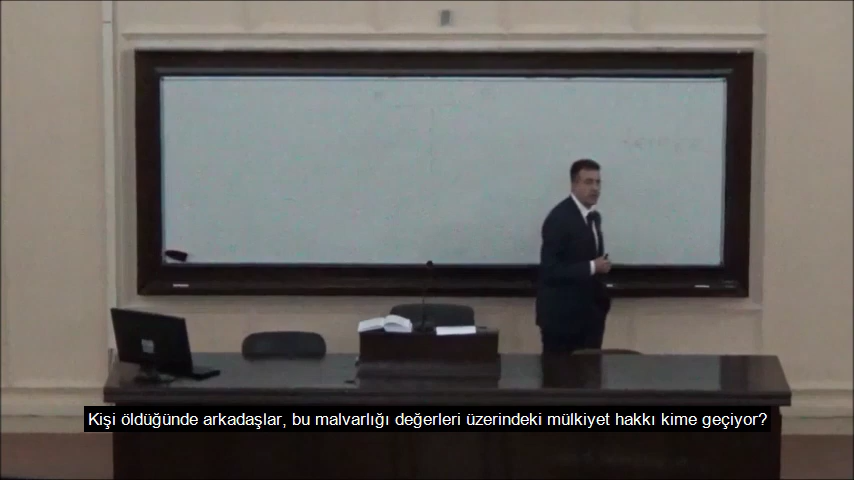 Kişi öldüğünde arkadaşlar, bu malvarlığı değerleri üzerindeki mülkiyet hakkı kime geçiyor?